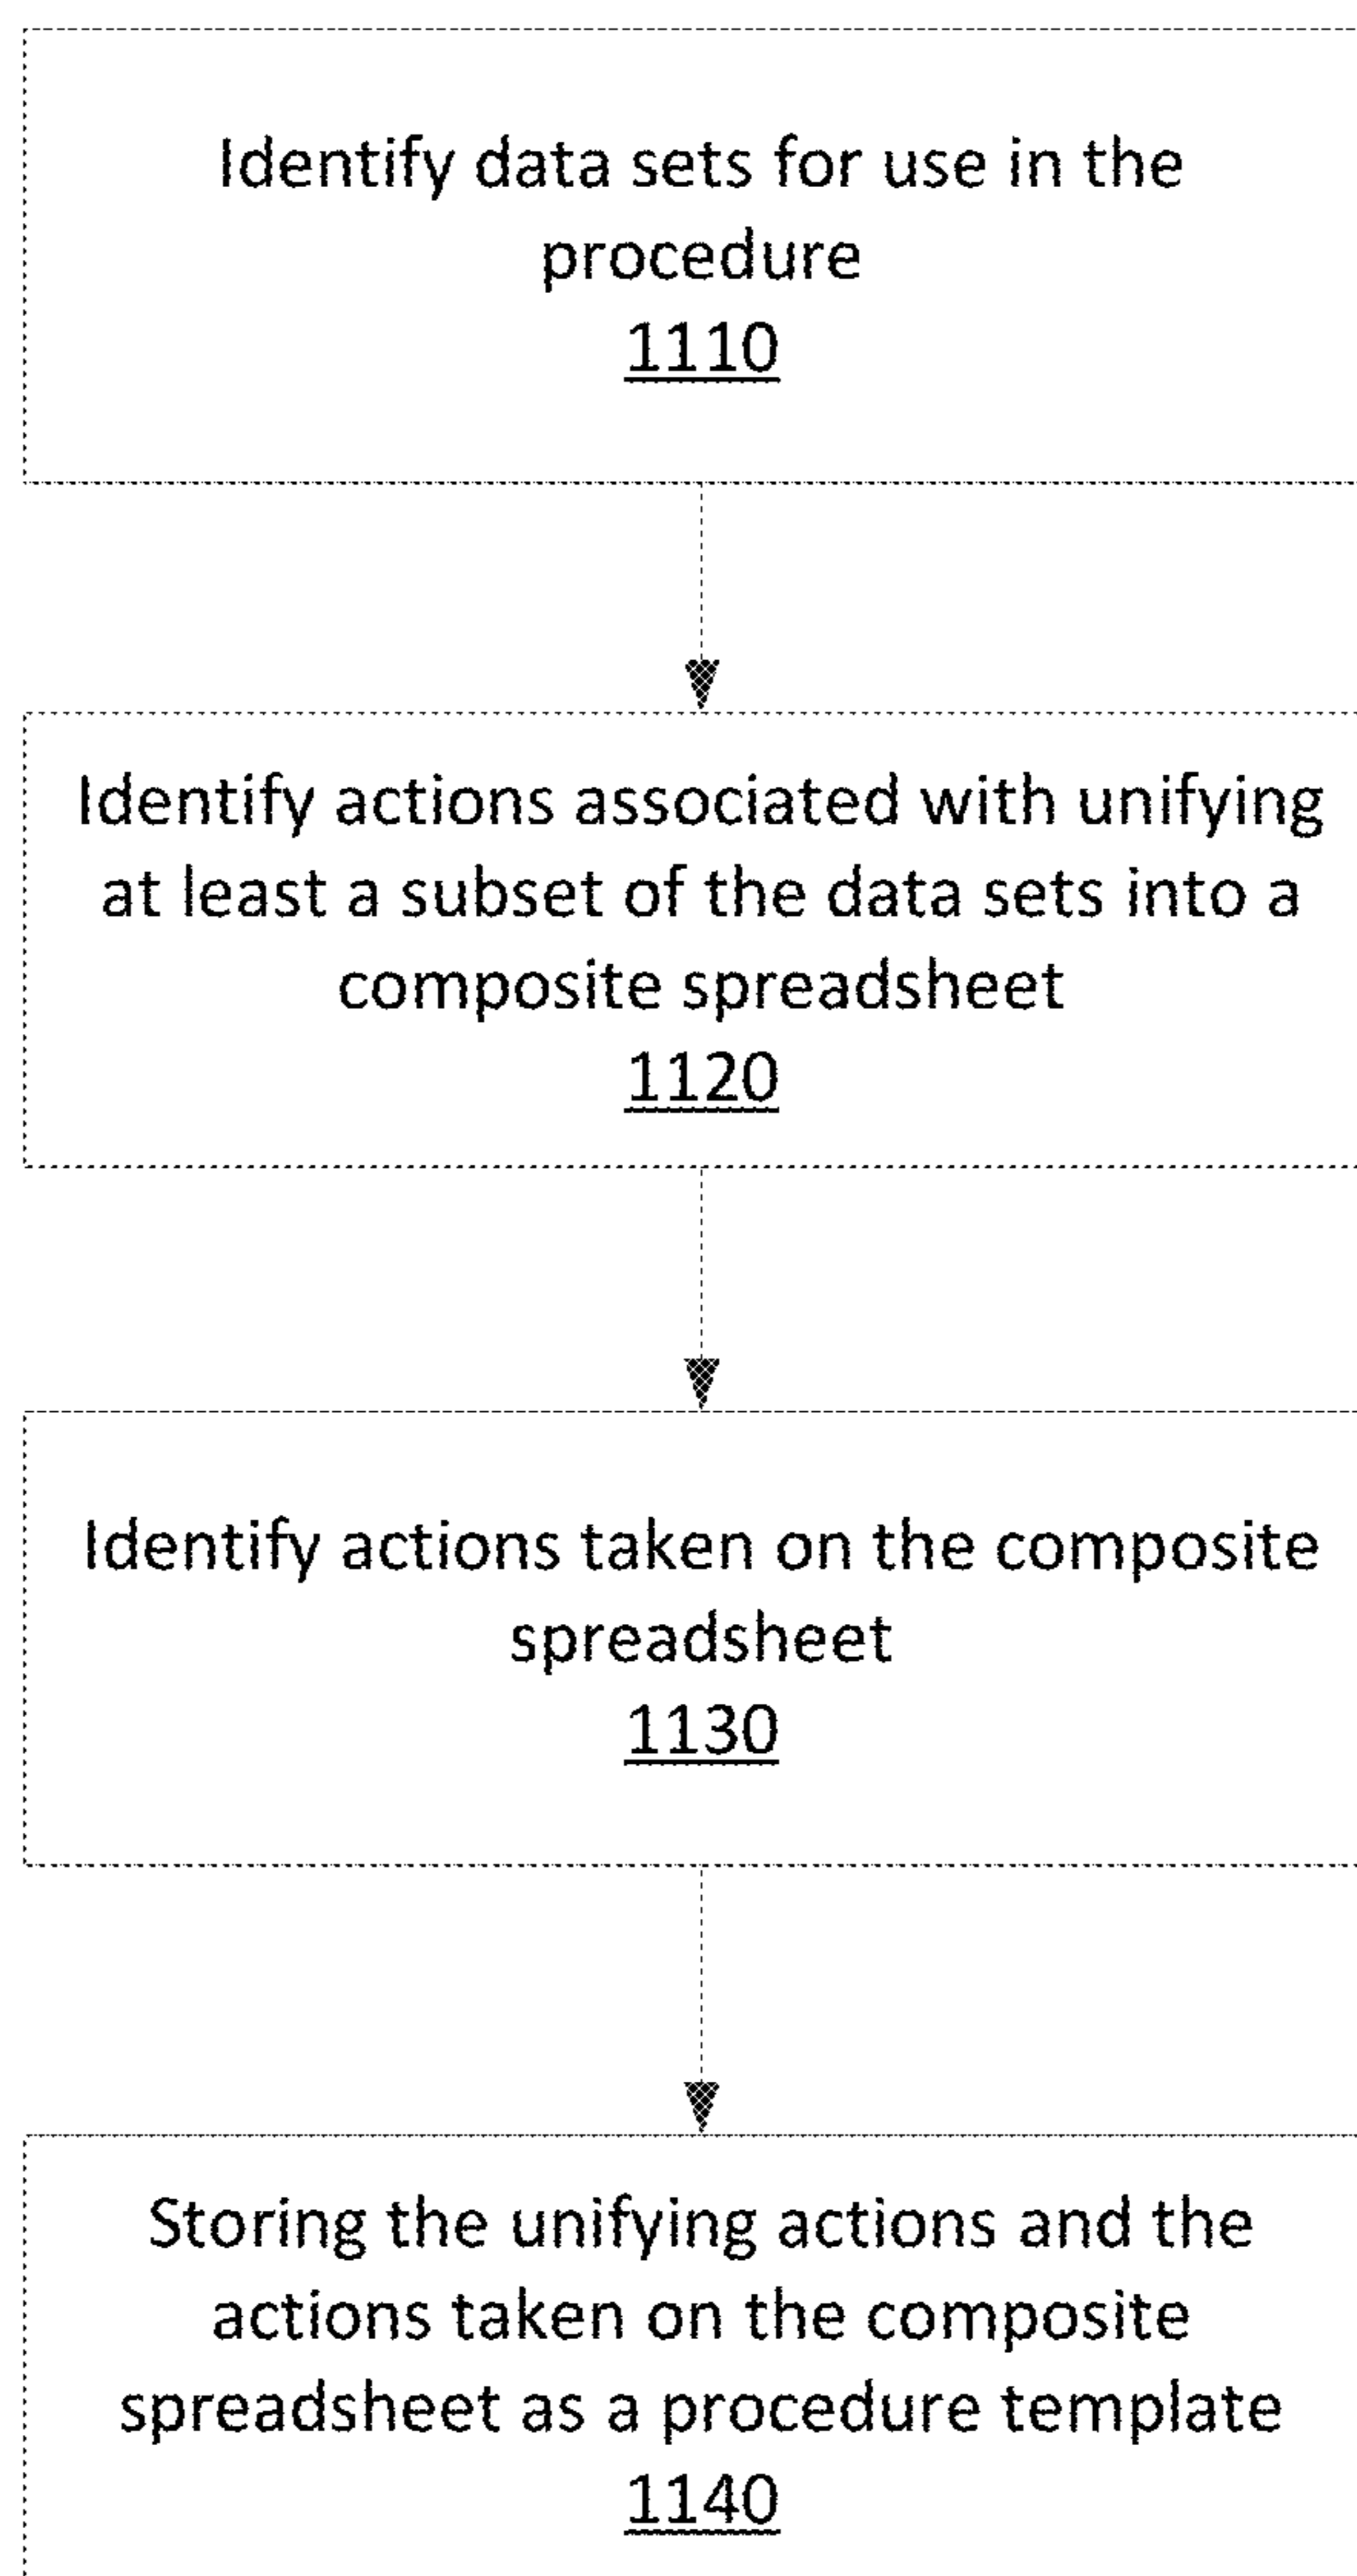 Identify data sets for use in the
procedure
1110
Identify actions associated with unifying
at least a subset of the data sets into a
composite spreadsheet
1120
Identify actions taken on the composite
spreadsheet
1130
Storing the unifying actions and the
actions taken on the composite
spreadsheet as a procedure template
1140